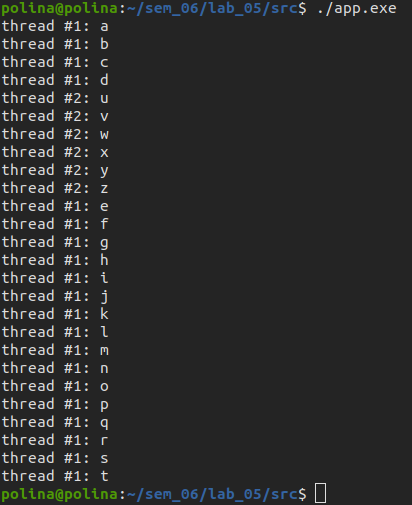 polina@polina:~/sem_06/lab_05/src$ ./app.exe
thread #1: a
thread #1: b
thread #1: c
thread #1: d
thread #2: u
thread #2: v
thread #2: w
thread #2: x
thread #2: y
thread #2: z
thread #1: e
thread #1: f
thread #1: g
thread #1: h
thread #1: i
thread #1: j
thread #1: k
thread #1: l
thread #1: m
thread #1: n
thread #1: o
thread #1: p
thread #1: q
thread #1: r
thread #1: s
thread #1: t
polina@polina:~/sem_06/lab_05/src$